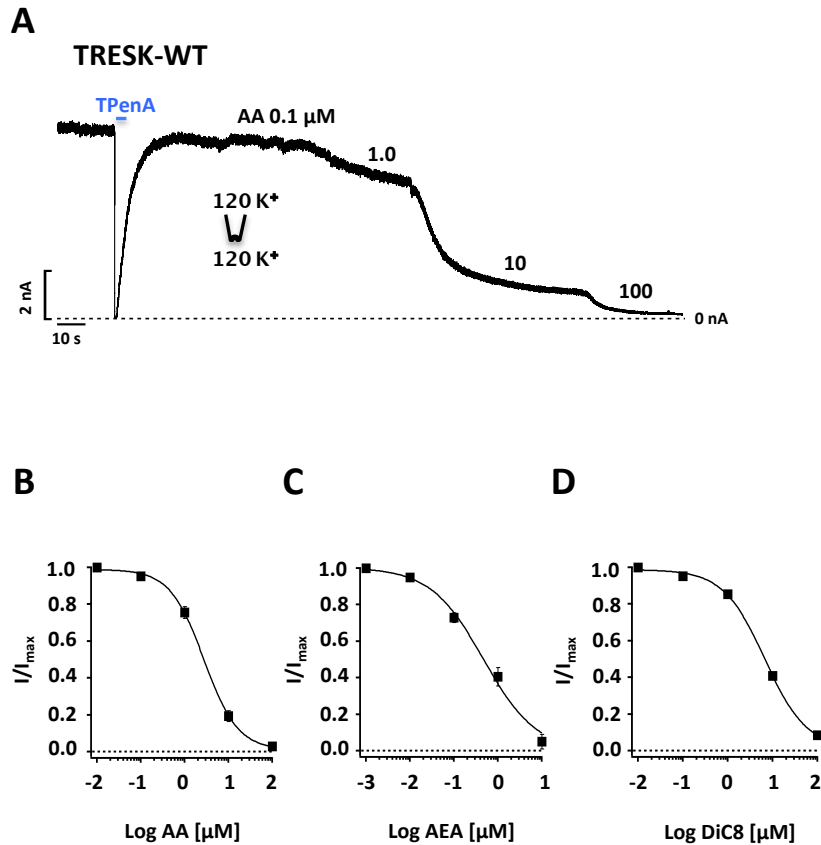 A
TRESK-WT
TPenA
AA 0.1 µM
1.0
120 K+
120 K+
10
100
2 nA
0 nA
10 s
B
C
D
1.0
0.8
0.6
0.4
0.2
0.0
I/Imax
-2 -1 0 1 2
Log AA [µM]
1.0
0.8
0.6
0.4
0.2
0.0
I/Imax
-3 -2 -1 0 1
Log AEA [µM]
1.0
0.8
0.6
0.4
0.2
0.0
I/Imax
-2 -1 0 1 2
Log DiC8 [µM]